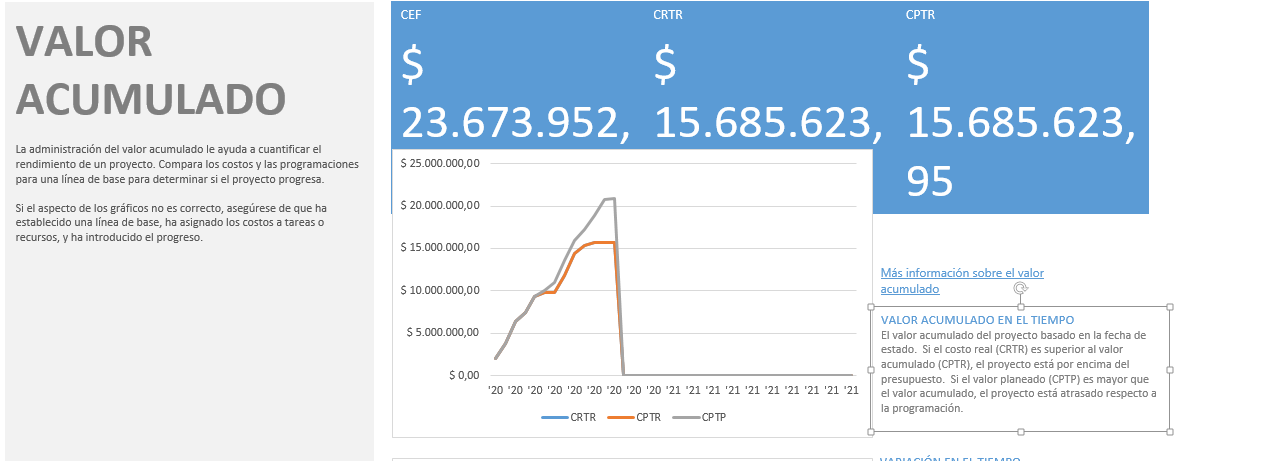 VALOR
ACUMULADO
La administración del valor acumulado le ayuda a cuantificar el
rendimiento de un proyecto. Compara los costos y las programaciones
para una línea de base para determinar si el proyecto progresa.
Si el aspecto de los gráficos no es correcto, asegúrese de que ha
establecido una línea de base, ha asignado los costos a tareas o
recursos, y ha introducido el progreso.
CEF
$
23.673.952,
CRTR
$
15.685.623,
CPTR
$
15.685.623,
95
$ 25.000.000,00
$ 20.000.000,00
$ 15.000.000,00
$ 10.000.000,00
$ 5.000.000,00
$ 0,00
'20 '20 '20 '20 '20 '20 '20 '21 '21 '21 '21 '21 '21 '21 '21 '21 '21 '21 '21
CRTR CPTR CPTP
Más información sobre el valor
acumulado
VALOR ACUMULADO EN EL TIEMPO
El valor acumulado del proyecto basado en la fecha de
estado. Si el costo real (CRTR) es superior al valor
acumulado (CPTR), el proyecto está por encima del
presupuesto. Si el valor planeado (CPTP) es mayor que
el valor acumulado, el proyecto está atrasado respecto a
la programación.
VARIACIÓN EN EL TIEMPO